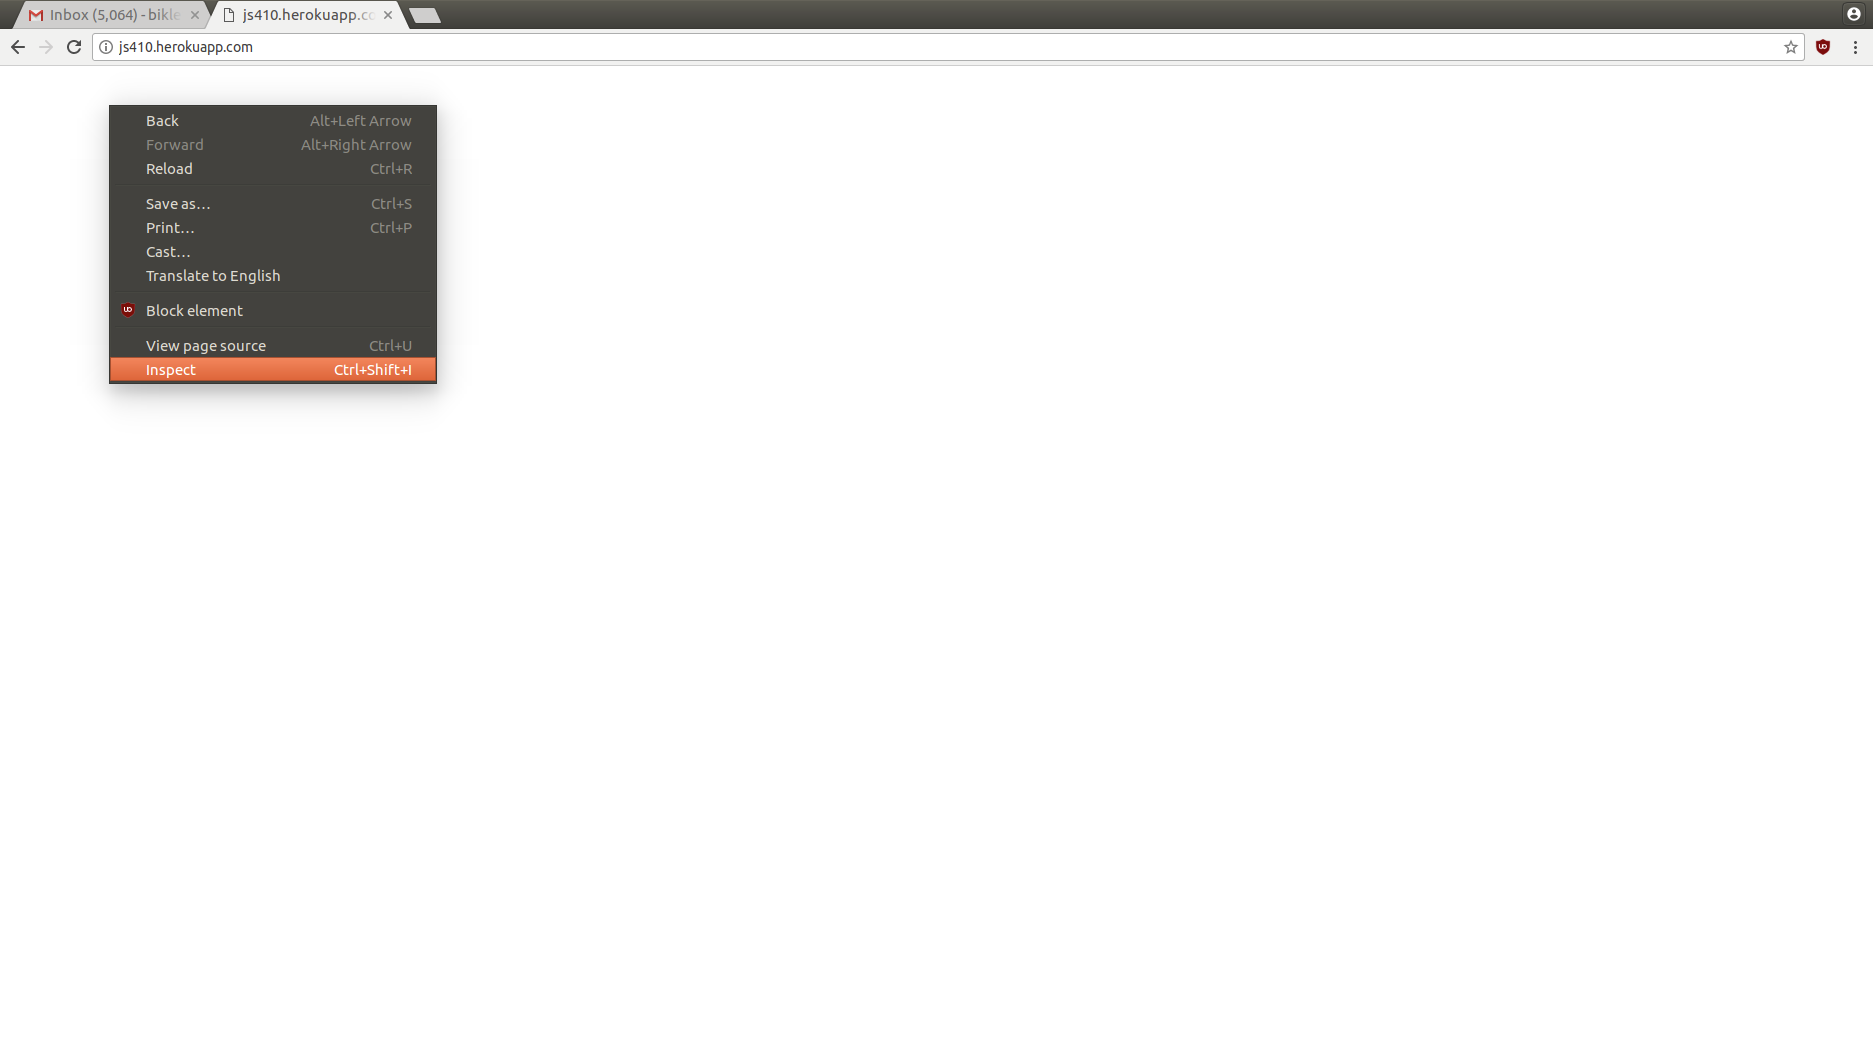 Inbox (5,064) - bikle
js410.herokuapp.co
js410.herokuapp.com
Back Alt+Left Arrow
Forward Alt+Right Arrow
Reload Ctrl+R
Save as... Ctrl+S
Print... Ctrl+P
Cast...
Translate to English
Block element
View page source Ctrl+U
Inspect Ctrl+Shift+I